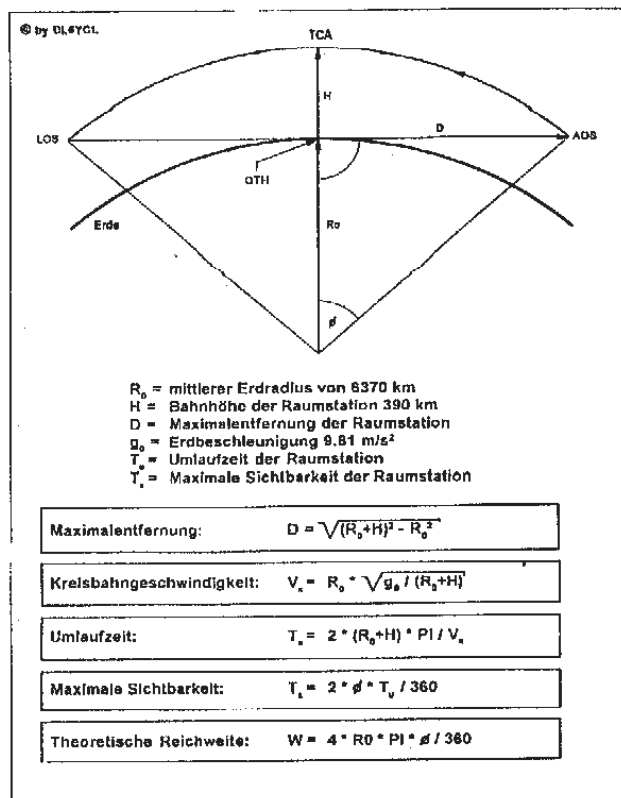 © by DL6YCL
TCA
H
D
LOS
AOS
QTH
Erde
Ro
ø
R₀ = mittlerer Erdradius von 6370 km
H = Bahnhöhe der Raumstation 390 km
D = Maximalentfernung der Raumstation
g₀ = Erdbeschleunigung 9.81 m/s²
Tᵤ = Umlaufzeit der Raumstation
Tₛ = Maximale Sichtbarkeit der Raumstation
Maximalentfernung: D = √(R₀+H)² - R₀²
Kreisbahngeschwindigkeit: Vₖ = R₀ * √g₀ / (R₀+H)
Umlaufzeit: Tᵤ = 2 * (R₀+H) * PI / Vₖ
Maximale Sichtbarkeit: Tₛ = 2 * ø * Tᵤ / 360
Theoretische Reichweite: W = 4 * R0 * PI * ø / 360